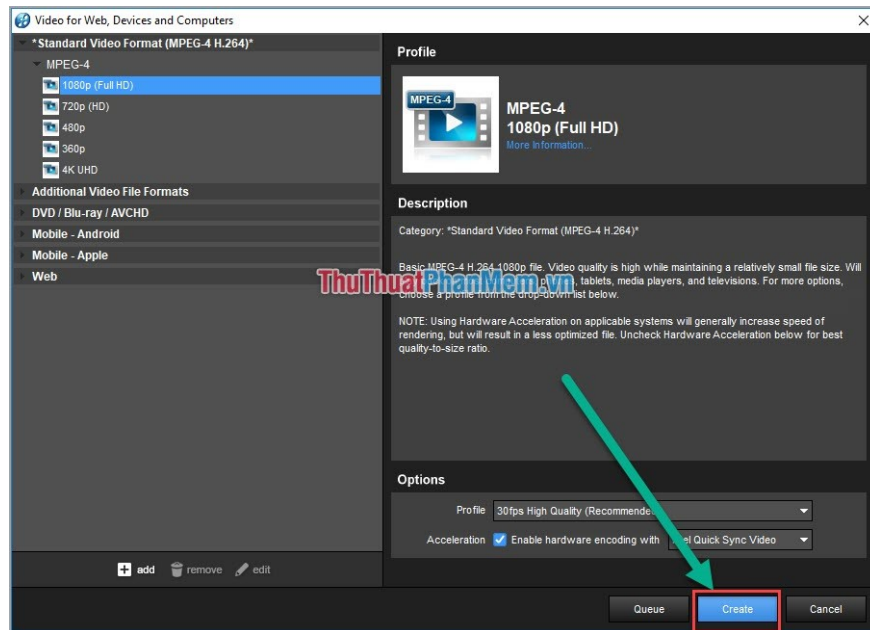 Video for Web, Devices and Computers
*Standard Video Format (MPEG-4 H.264)*
MPEG-4
1080p (Full HD)
720p (HD)
480p
360p
4K UHD
Additional Video File Formats
DVD / Blu-ray / AVCHD
Mobile - Android
Mobile - Apple
Web
add
remove
edit
Profile
MPEG-4
MPEG-4
1080p (Full HD)
More Information...
Description
Category: *Standard Video Format (MPEG-4 H.264)*
Basic MPEG-4 H.264 1080p file. Video quality is high while maintaining a relatively small file size. Will
tablets, media players, and televisions. For more options,
choose a profile from the drop-down list below.
ThuThuatPhanMem.vn
NOTE: Using Hardware Acceleration on applicable systems will generally increase speed of
rendering, but will result in a less optimized file. Uncheck Hardware Acceleration below for best
quality-to-size ratio.
Options
Profile
30fps High Quality (Recommended
Acceleration
Enable hardware encoding with
Quick Sync Video
Queue
Create
Cancel